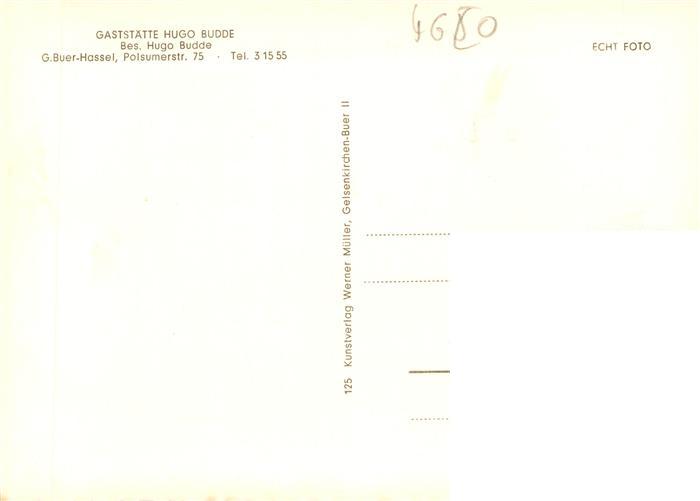 GASTSTÄTTE HUGO BUDDE
Bes. Hugo Budde
G.Buer-Hassel, Polsumerstr. 75 · Tel. 3 15 55
ECHT FOTO
125 Kunstverlag Werner Müller, Gelsenkirchen-Buer II